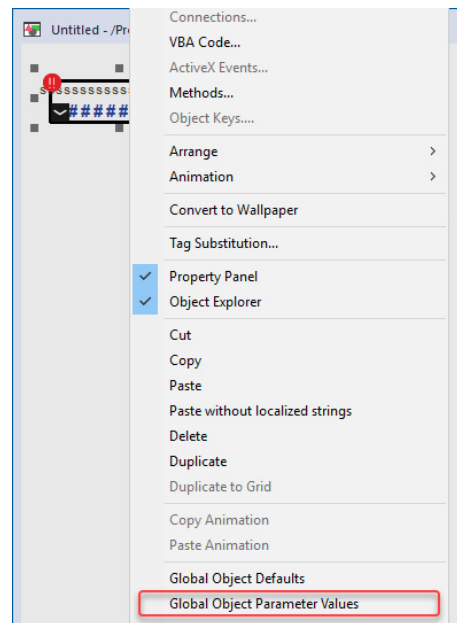 Untitled - /Pr
Connections...
VBA Code...
ActiveX Events...
Methods...
Object Keys....
Arrange
Animation
Convert to Wallpaper
Tag Substitution...
Property Panel
Object Explorer
Cut
Copy
Paste
Paste without localized strings
Delete
Duplicate
Duplicate to Grid
Copy Animation
Paste Animation
Global Object Defaults
Global Object Parameter Values
!!
#####